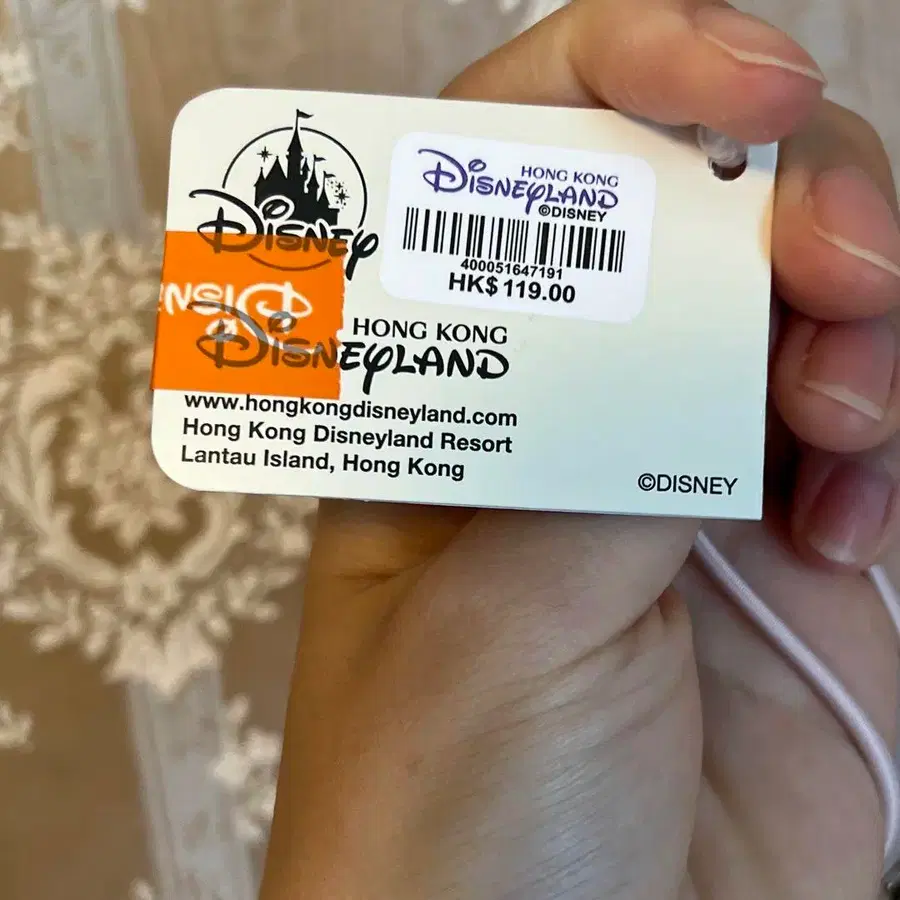 DISNEY
HONG KONG
DISNEYLAND
©DISNEY
400051647191
HK$ 119.00
HONG KONG
DISNEYLAND
www.hongkongdisneyland.com
Hong Kong Disneyland Resort
Lantau Island, Hong Kong
©DISNEY